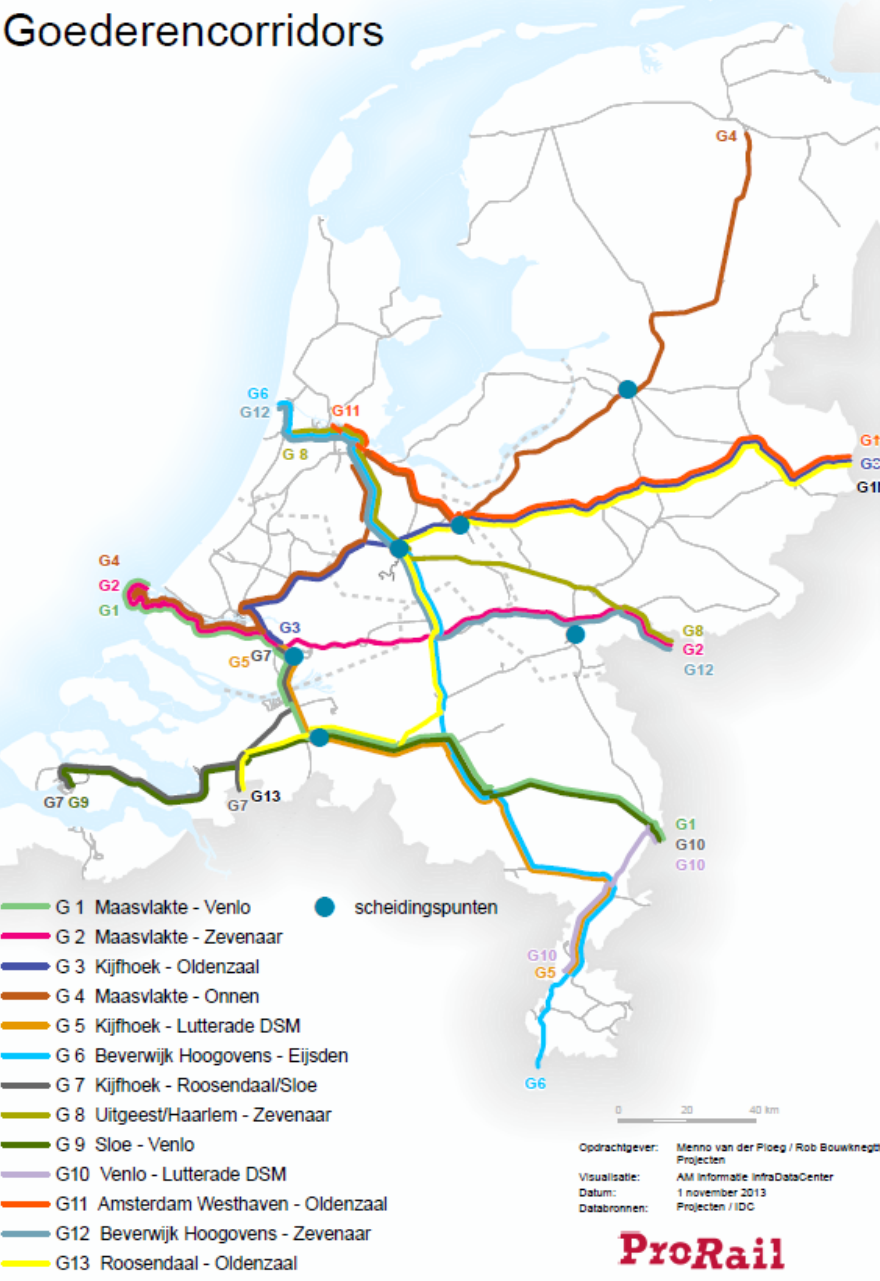 Goederencorridors
G4
G6
G12
G11
G 8
G1
G3
G1
G4
G2
G1
G3
G5
G7
G8
G2
G12
G7 G9
G7
G13
G1
G10
G10
G10
G5
G6
G 1 Maasvlakte - Venlo
G 2 Maasvlakte - Zevenaar
G 3 Kijfhoek - Oldenzaal
G 4 Maasvlakte - Onnen
G 5 Kijfhoek - Lutterade DSM
G 6 Beverwijk Hoogovens - Eijsden
G 7 Kijfhoek - Roosendaal/Sloe
G 8 Uitgeest/Haarlem - Zevenaar
G 9 Sloe - Venlo
G10 Venlo - Lutterade DSM
G11 Amsterdam Westhaven - Oldenzaal
G12 Beverwijk Hoogovens - Zevenaar
G13 Roosendaal - Oldenzaal
scheidingspunten
0 20 40 km
Opdrachtgever: Menno van der Ploeg / Rob Bouwknegt
Projecten
Visualisatie: AM Informatie InfraDataCenter
Datum: 1 november 2013
Databronnen: Projecten / IDC
ProRail